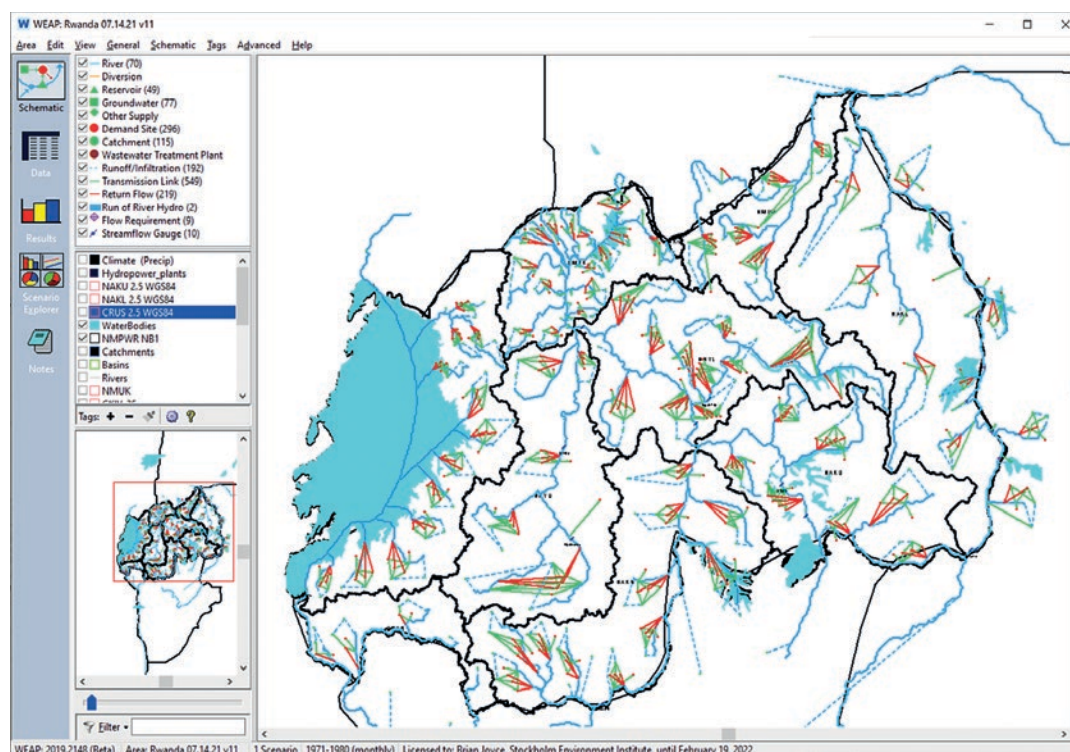 WEAP: Rwanda 07.14.21 v11
Area Edit View General Schematic Tags Advanced Help
Schematic
Data
Results
Scenario Explorer
Notes
River (70)
Diversion
Reservoir (49)
Groundwater (77)
Other Supply
Demand Site (296)
Catchment (115)
Wastewater Treatment Plant
Runoff/Infiltration (192)
Transmission Link (549)
Return Flow (219)
Run of River Hydro (2)
Flow Requirement (9)
Streamflow Gauge (10)
Climate (Precip)
Hydropower_plants
NAKU 2.5 WGS84
NAKL 2.5 WGS84
CRUS 2.5 WGS84
WaterBodies
NMPWR NB1
Catchments
Basins
Rivers
NMUK
Tags:
Filter
WEAP: 2019.2148 (Beta) Area: Rwanda 07.14.21 v11 1 Scenario 1971-1980 (monthly) Licensed to: Brian Joyce, Stockholm Environment Institute, until February 19, 2022